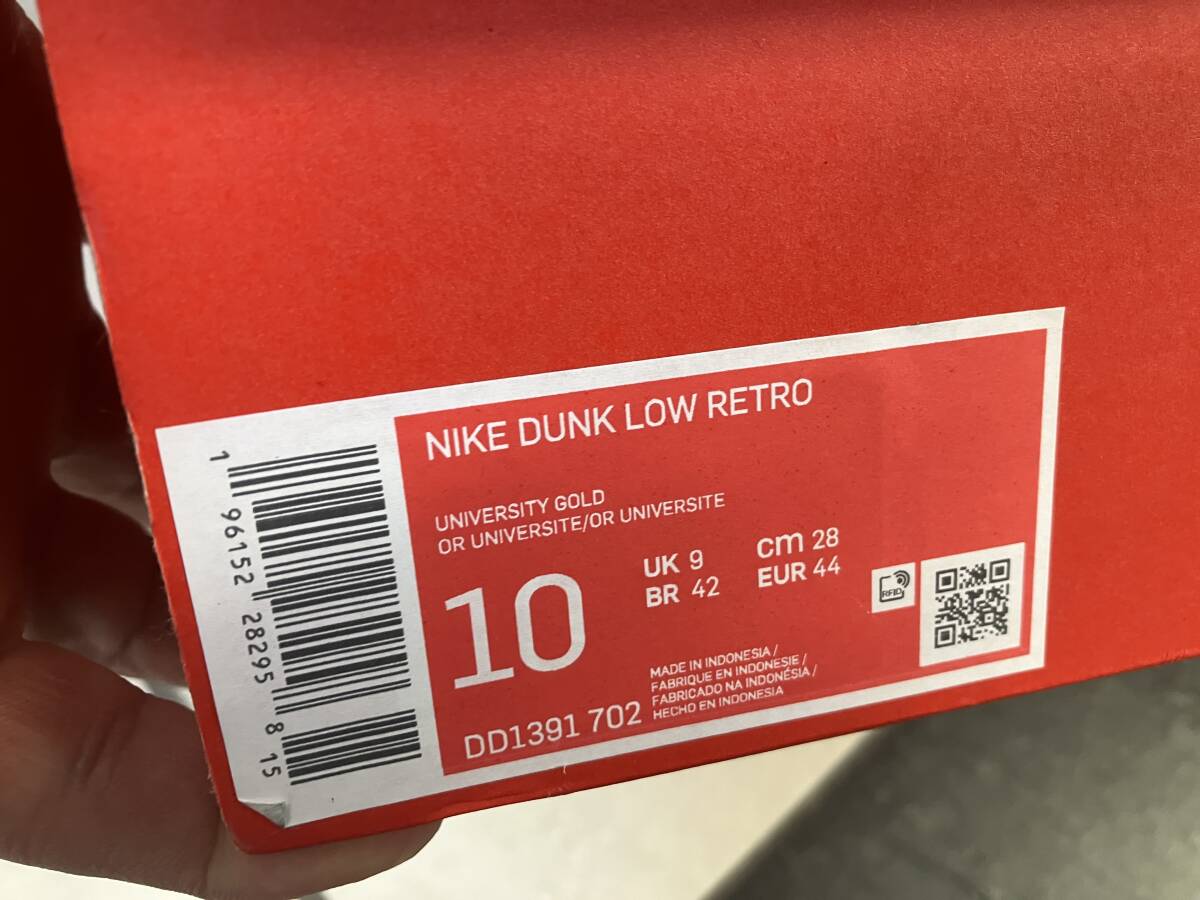 NIKE DUNK LOW RETRO
UNIVERSITY GOLD
OR UNIVERSITE/OR UNIVERSITE
10
UK 9
BR 42
cm 28
EUR 44
RFID
DD1391 702
MADE IN INDONESIA /
FABRIQUE EN INDONESIE /
FABRICADO NA INDONÉSIA /
HECHO EN INDONESIA
1 96152 28295 8 15